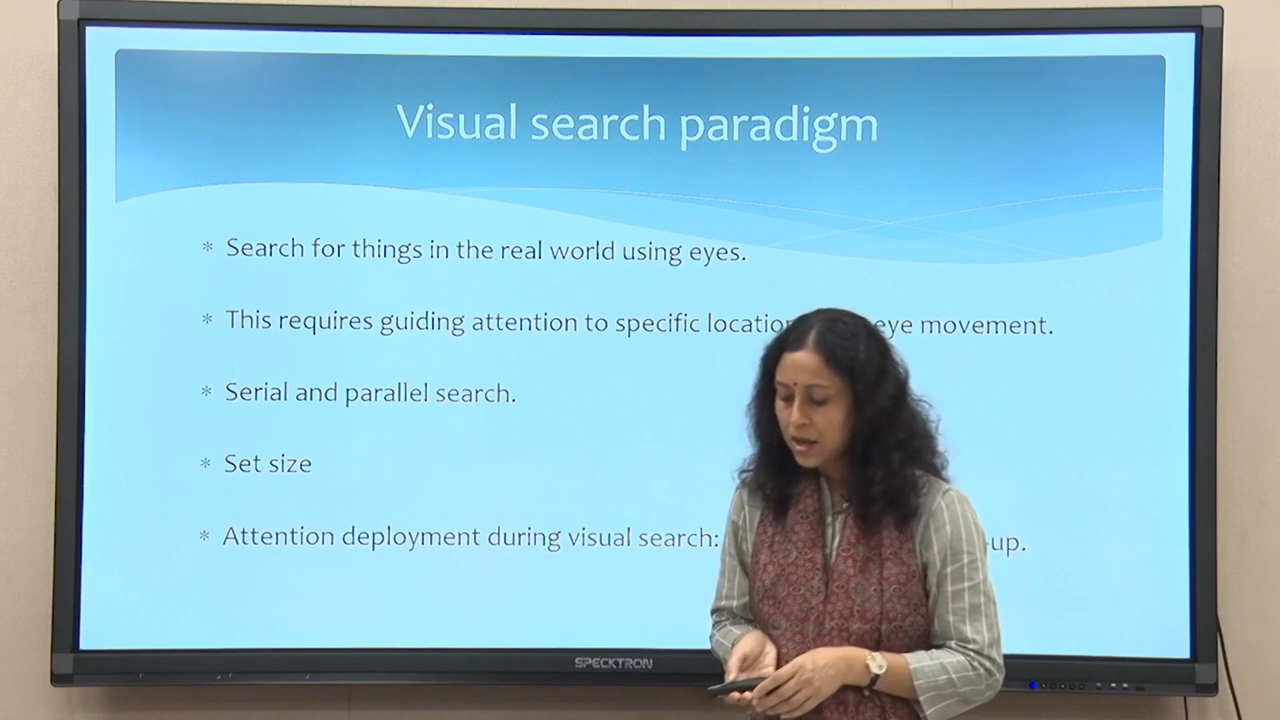 Visual search paradigm
* Search for things in the real world using eyes.
* This requires guiding attention to specific eye movement.
* Serial and parallel search.
* Set size
* Attention deployment during visual search: -up.
SPECKTRON